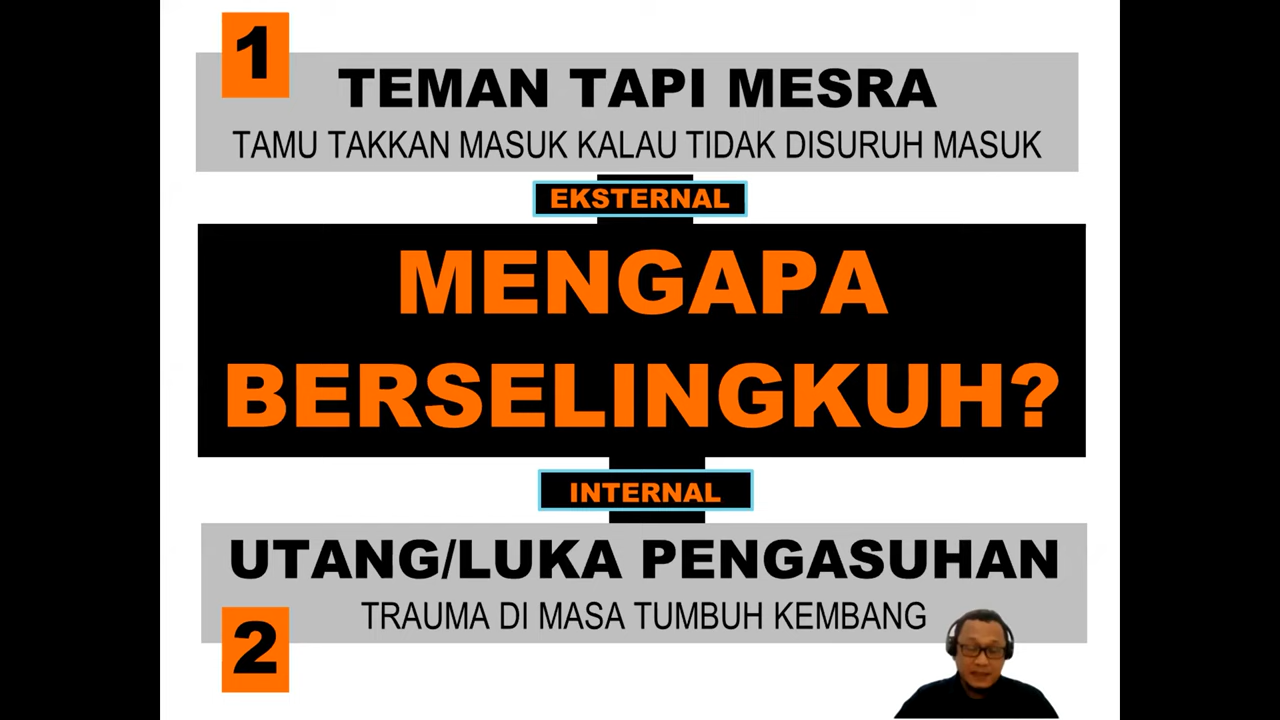 1
TEMAN TAPI MESRA
TAMU TAKKAN MASUK KALAU TIDAK DISURUH MASUK
EKSTERNAL
MENGAPA
BERSELINGKUH?
INTERNAL
UTANG/LUKA PENGASUHAN
TRAUMA DI MASA TUMBUH KEMBANG
2